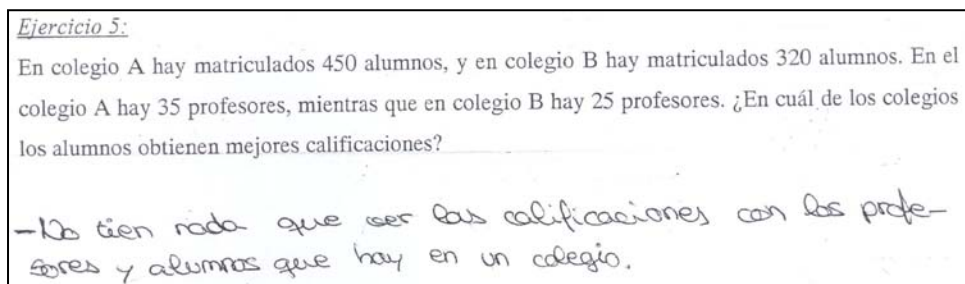 Ejercicio 5:
En colegio A hay matriculados 450 alumnos, y en colegio B hay matriculados 320 alumnos. En el
colegio A hay 35 profesores, mientras que en colegio B hay 25 profesores. ¿En cuál de los colegios
los alumnos obtienen mejores calificaciones?
-No tien nada que ver las calificaciones con los profe-
sores y alumnos que hay en un colegio.